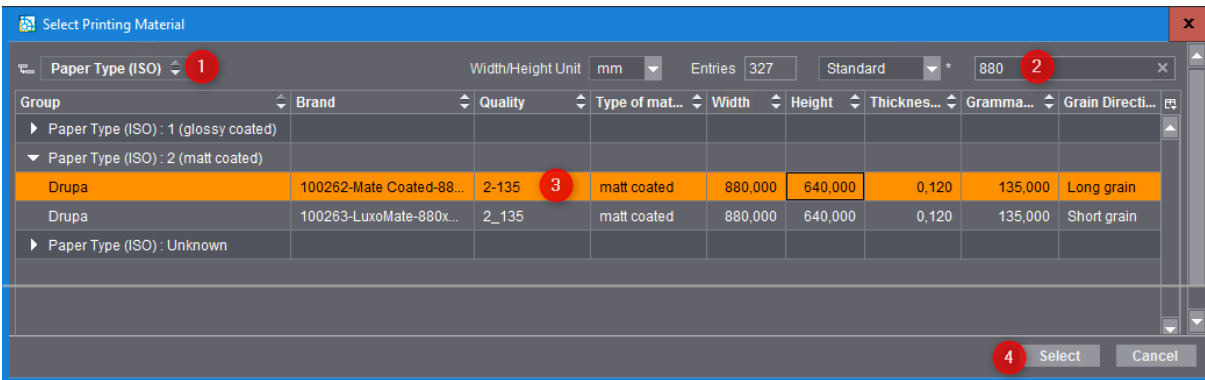 Select Printing Material x
Paper Type (ISO) 1 Width/Height Unit mm Entries 327 Standard * 880 2 ×
Group Brand Quality Type of mat... Width Height Thicknes... Gramma... Grain Directi...
Paper Type (ISO) : 1 (glossy coated)
Paper Type (ISO) : 2 (matt coated)
Drupa 100262-Mate Coated-88... 2-135 3 matt coated 880,000 640,000 0,120 135,000 Long grain
Drupa 100263-LuxoMate-880x... 2_135 matt coated 880,000 640,000 0,120 135,000 Short grain
Paper Type (ISO) : Unknown
4 Select Cancel